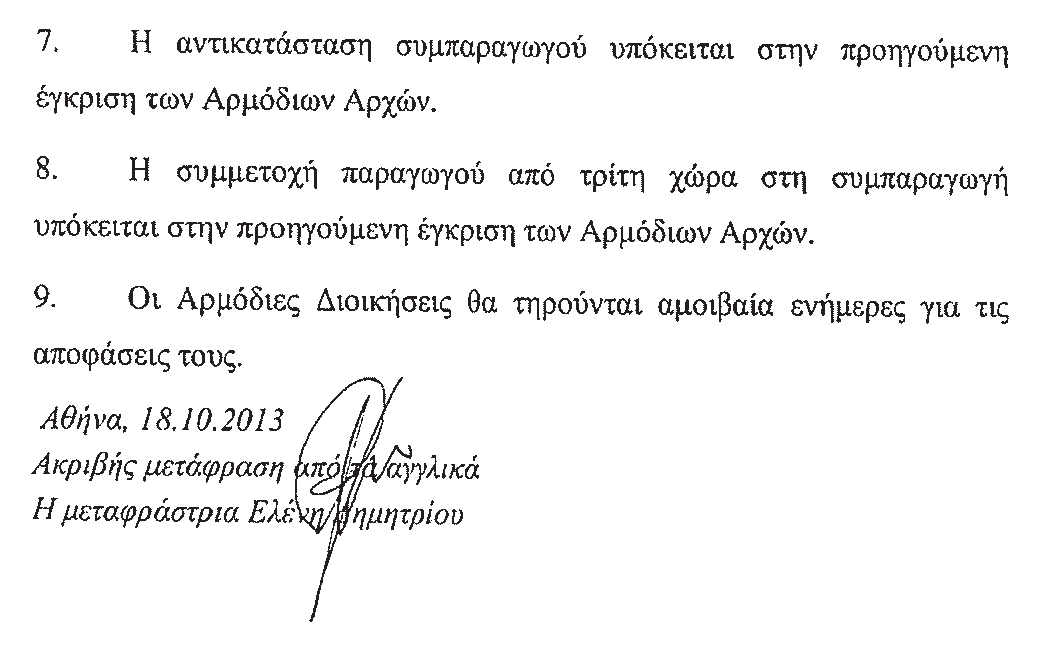 7. Η αντικατάσταση συμπαραγωγού υπόκειται στην προηγούμενη
έγκριση των Αρμόδιων Αρχών.
8. Η συμμετοχή παραγωγού από τρίτη χώρα στη συμπαραγωγή
υπόκειται στην προηγούμενη έγκριση των Αρμόδιων Αρχών.
9. Οι Αρμόδιες Διοικήσεις θα τηρούνται αμοιβαία ενήμερες για τις
αποφάσεις τους.
Αθήνα, 18.10.2013
Ακριβής μετάφραση από τα αγγλικά
Η μεταφράστρια Ελένη Δημητρίου